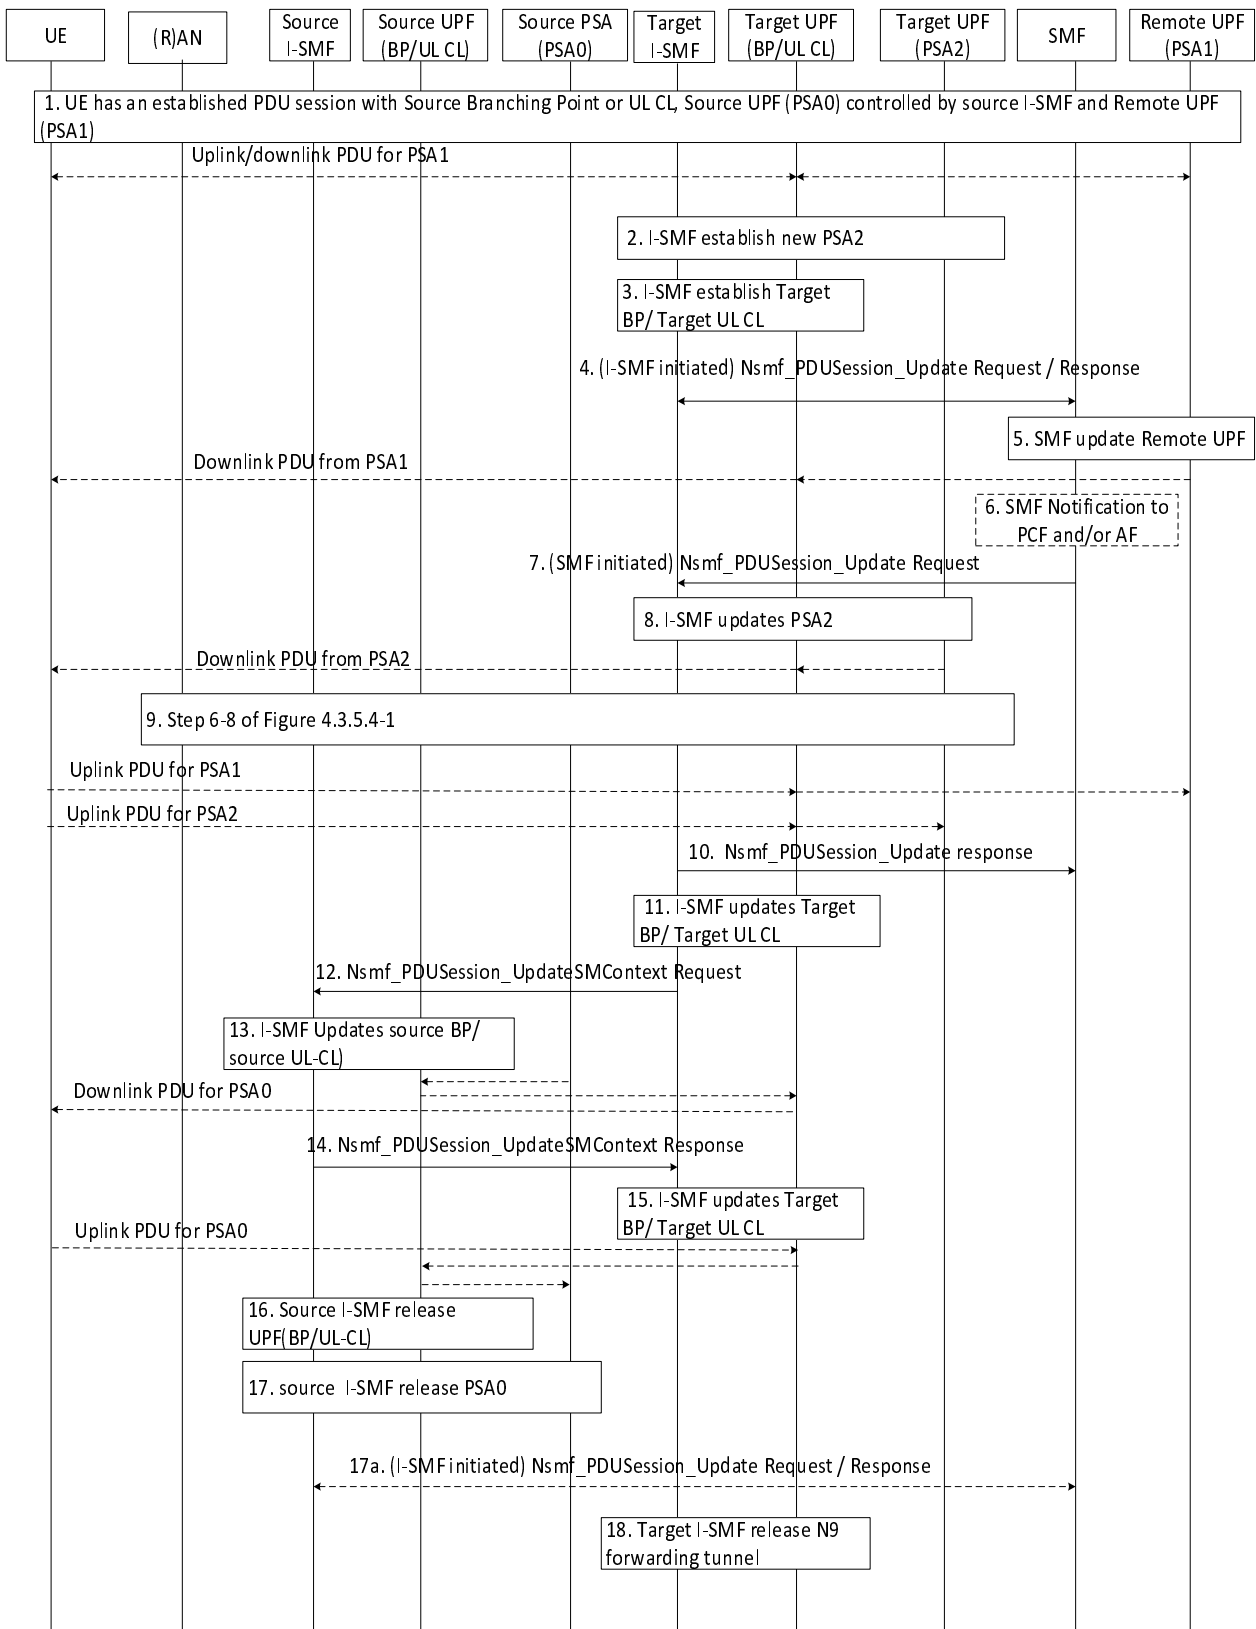 UE
(R)AN
Source
I-SMF
Source UPF
(BP/UL CL)
Source PSA
(PSA0)
Target
I-SMF
Target UPF
(BP/UL CL)
Target UPF
(PSA2)
SMF
Remote UPF
(PSA1)
1. UE has an established PDU session with Source Branching Point or UL CL, Source UPF (PSA0) controlled by source I-SMF and Remote UPF
(PSA1)
Uplink/downlink PDU for PSA1
2. I-SMF establish new PSA2
3. I-SMF establish Target
BP/ Target UL CL
4. (I-SMF initiated) Nsmf_PDUSession_Update Request / Response
5. SMF update Remote UPF
Downlink PDU from PSA1
6. SMF Notification to
PCF and/or AF
7. (SMF initiated) Nsmf_PDUSession_Update Request
8. I-SMF updates PSA2
Downlink PDU from PSA2
9. Step 6-8 of Figure 4.3.5.4-1
Uplink PDU for PSA1
Uplink PDU for PSA2
10. Nsmf_PDUSession_Update response
11. I-SMF updates Target
BP/ Target UL CL
12. Nsmf_PDUSession_UpdateSMContext Request
13. I-SMF Updates source BP/
source UL-CL)
Downlink PDU for PSA0
14. Nsmf_PDUSession_UpdateSMContext Response
15. I-SMF updates Target
BP/ Target UL CL
Uplink PDU for PSA0
16. Source I-SMF release
UPF(BP/UL-CL)
17. source I-SMF release PSA0
17a. (I-SMF initiated) Nsmf_PDUSession_Update Request / Response
18. Target I-SMF release N9
forwarding tunnel